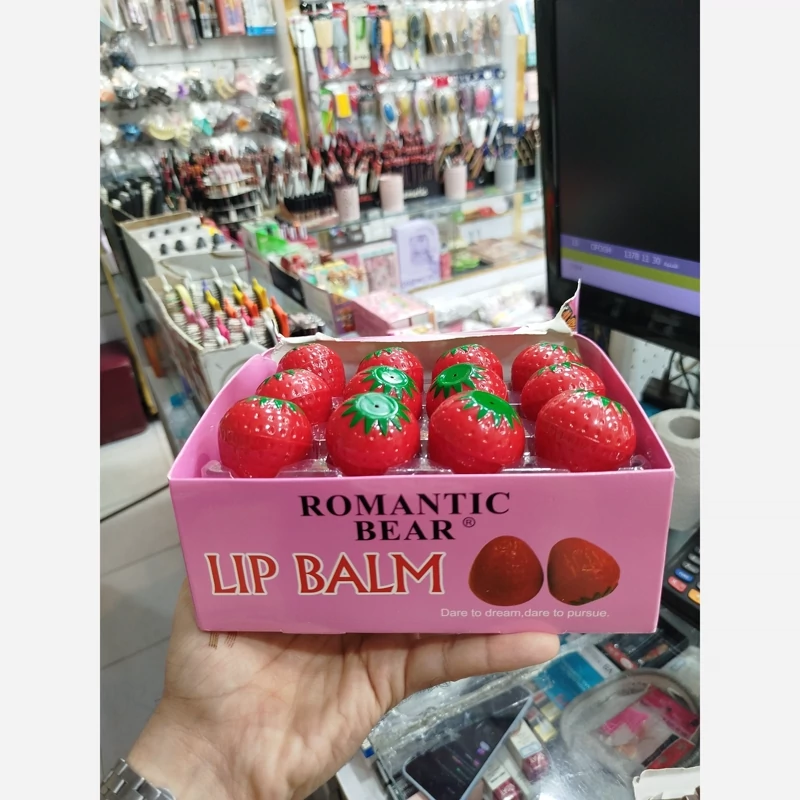 ROMANTIC
BEAR®
LIP BALM
Dare to dream,dare to pursue.